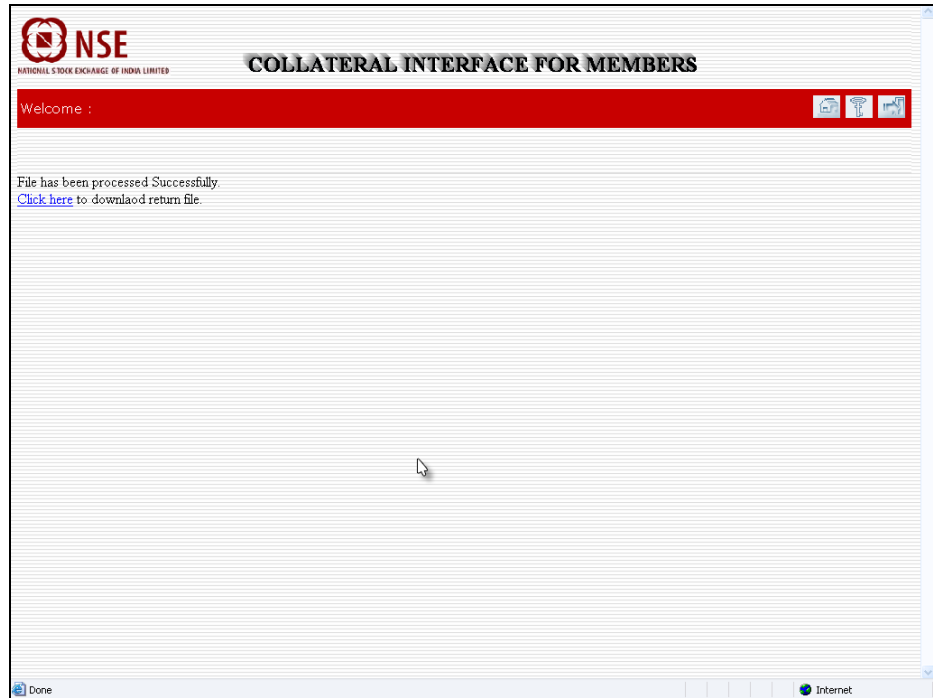 NSE
NATIONAL STOCK EXCHANGE OF INDIA LIMITED
COLLATERAL INTERFACE FOR MEMBERS
Welcome :
File has been processed Successfully.
Click here to downlaod return file.
Done
Internet